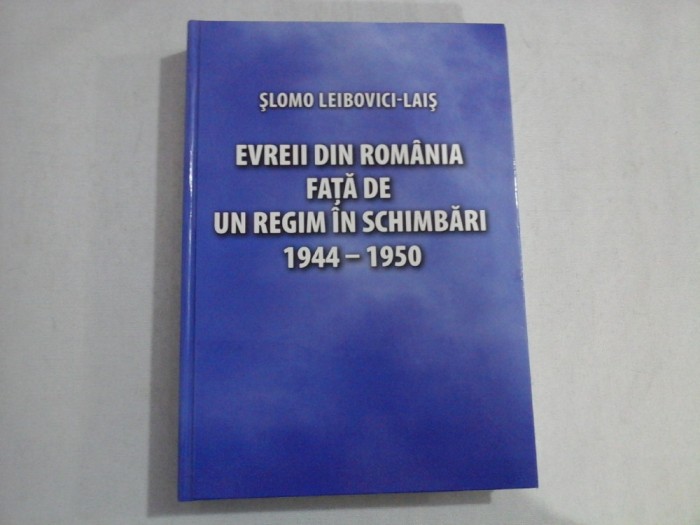 ŞLOMO LEIBOVICI-LAIŞ
EVREII DIN ROMÂNIA
FAŢĂ DE
UN REGIM ÎN SCHIMBĂRI
1944 – 1950